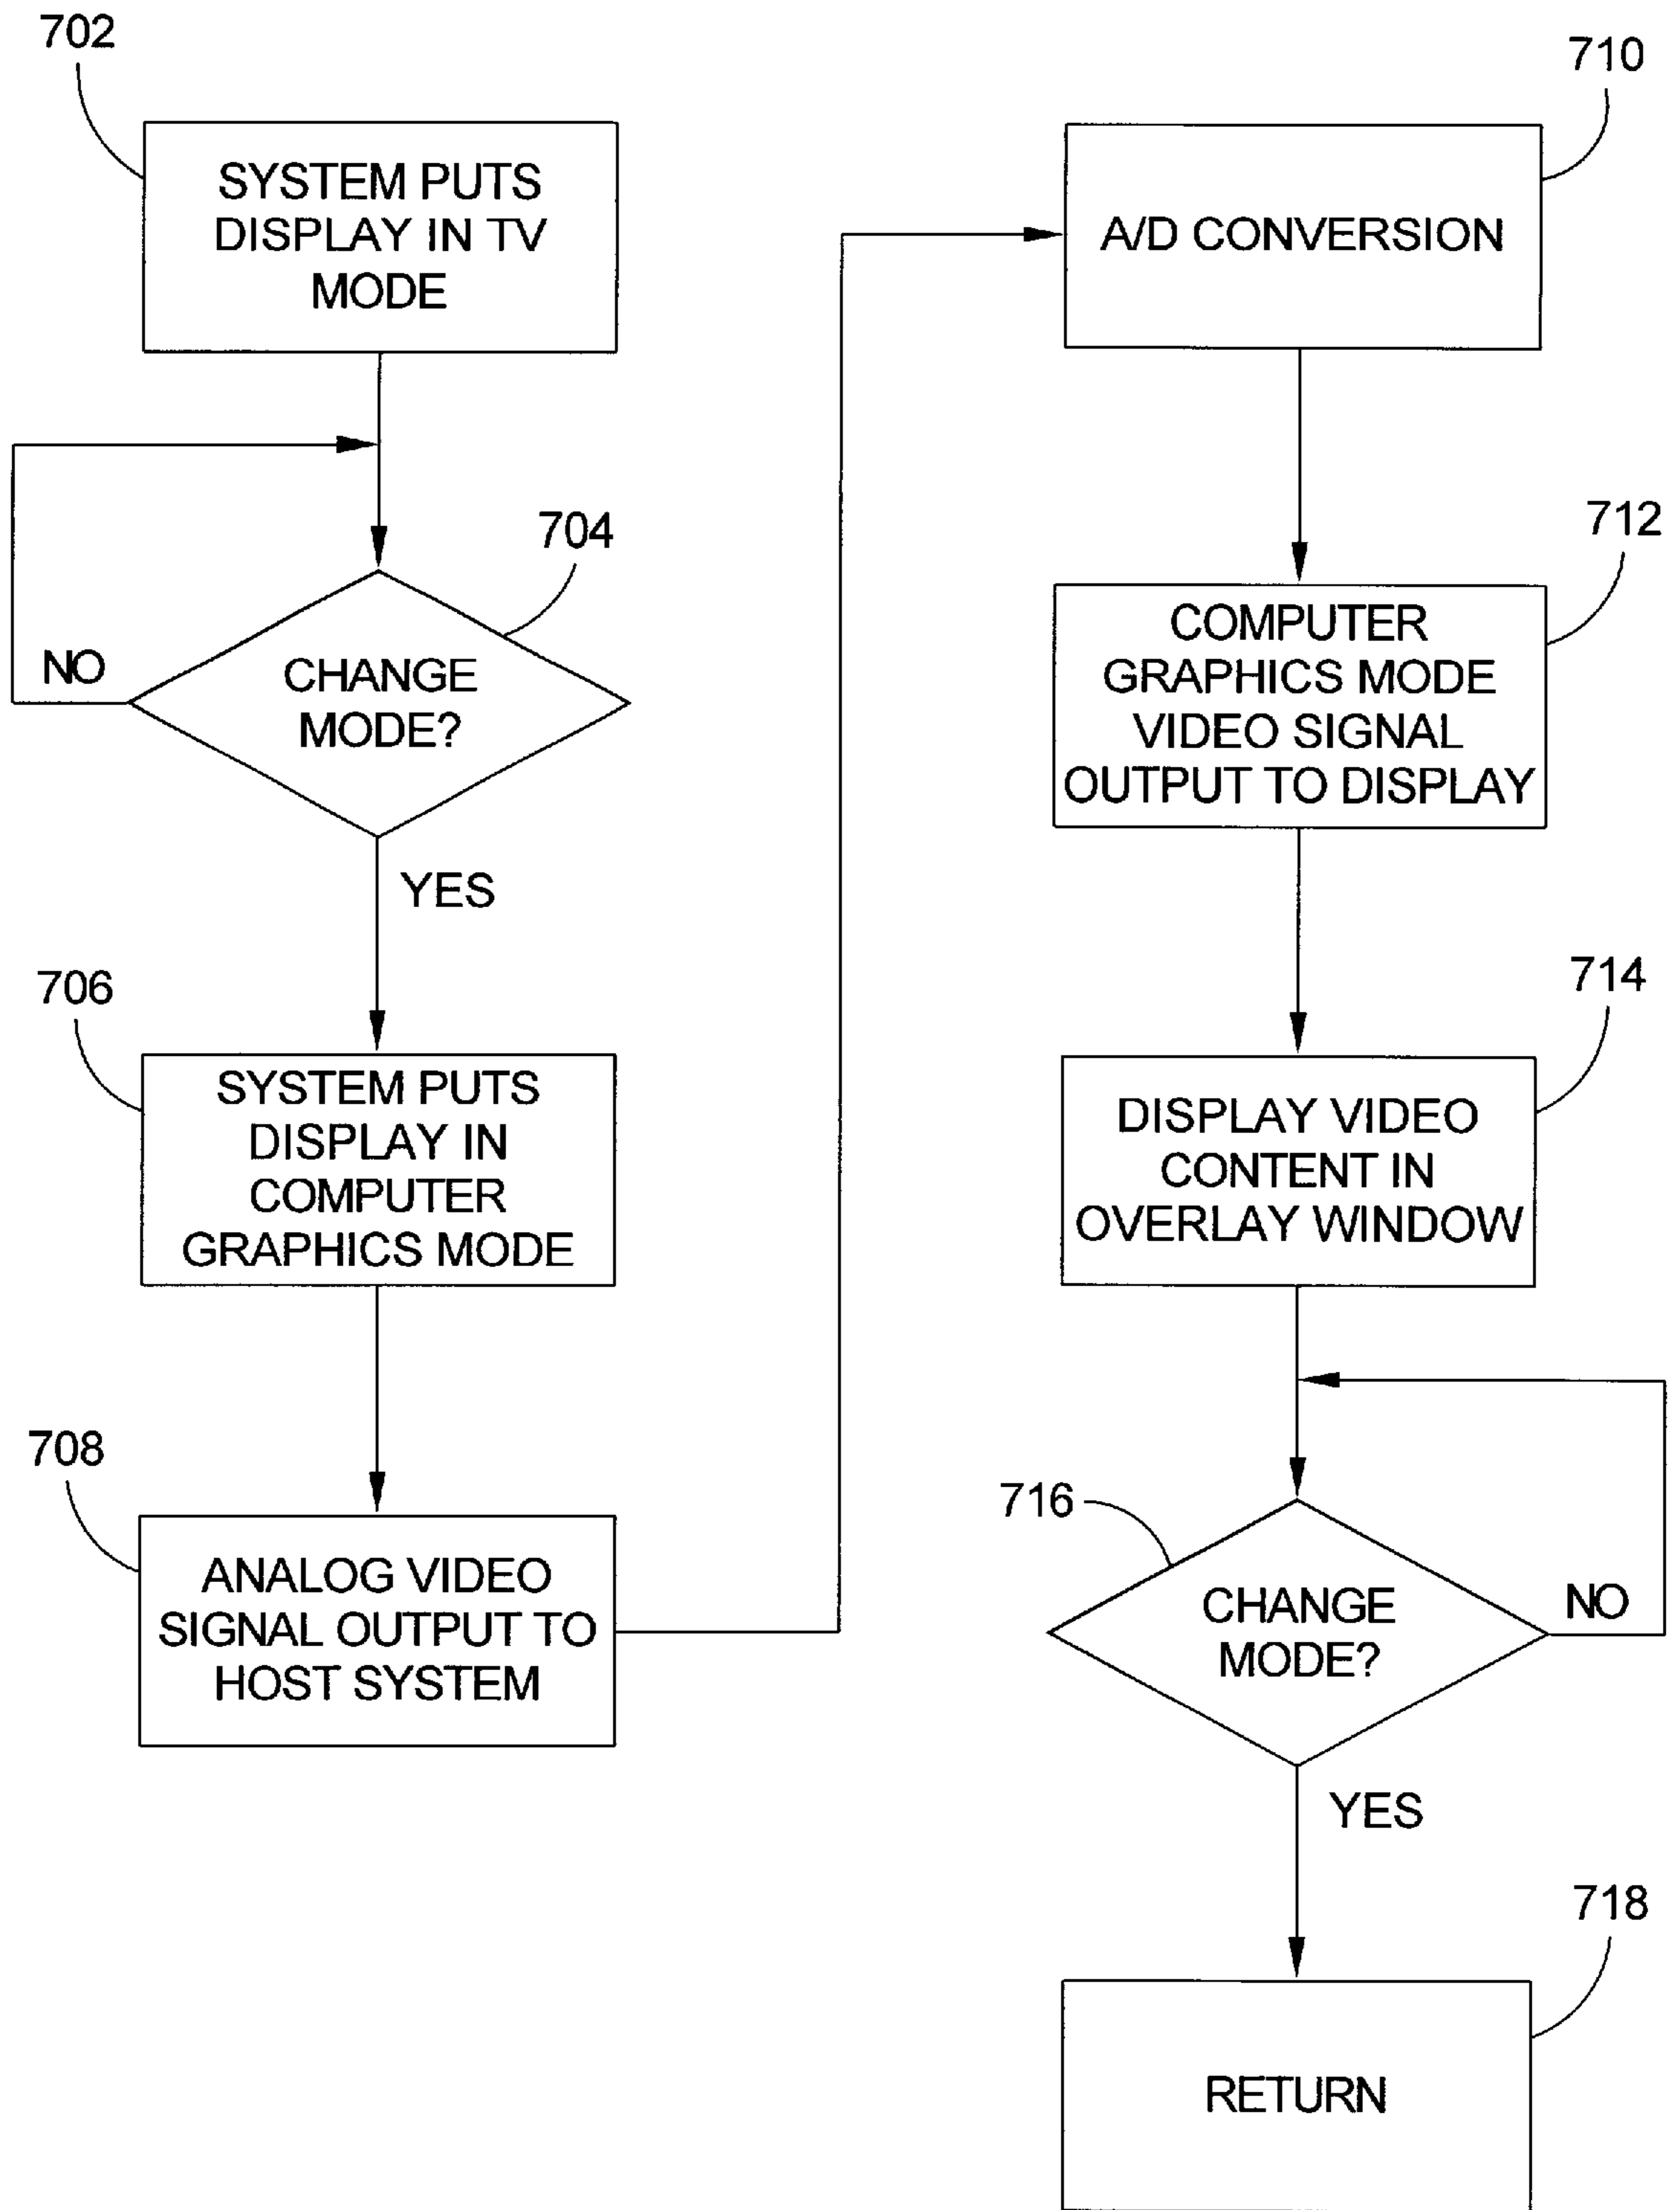 702
SYSTEM PUTS
DISPLAY IN TV
MODE
704
CHANGE
MODE?
NO
YES
706
SYSTEM PUTS
DISPLAY IN
COMPUTER
GRAPHICS MODE
708
ANALOG VIDEO
SIGNAL OUTPUT TO
HOST SYSTEM
710
A/D CONVERSION
712
COMPUTER
GRAPHICS MODE
VIDEO SIGNAL
OUTPUT TO DISPLAY
714
DISPLAY VIDEO
CONTENT IN
OVERLAY WINDOW
716
CHANGE
MODE?
NO
YES
718
RETURN